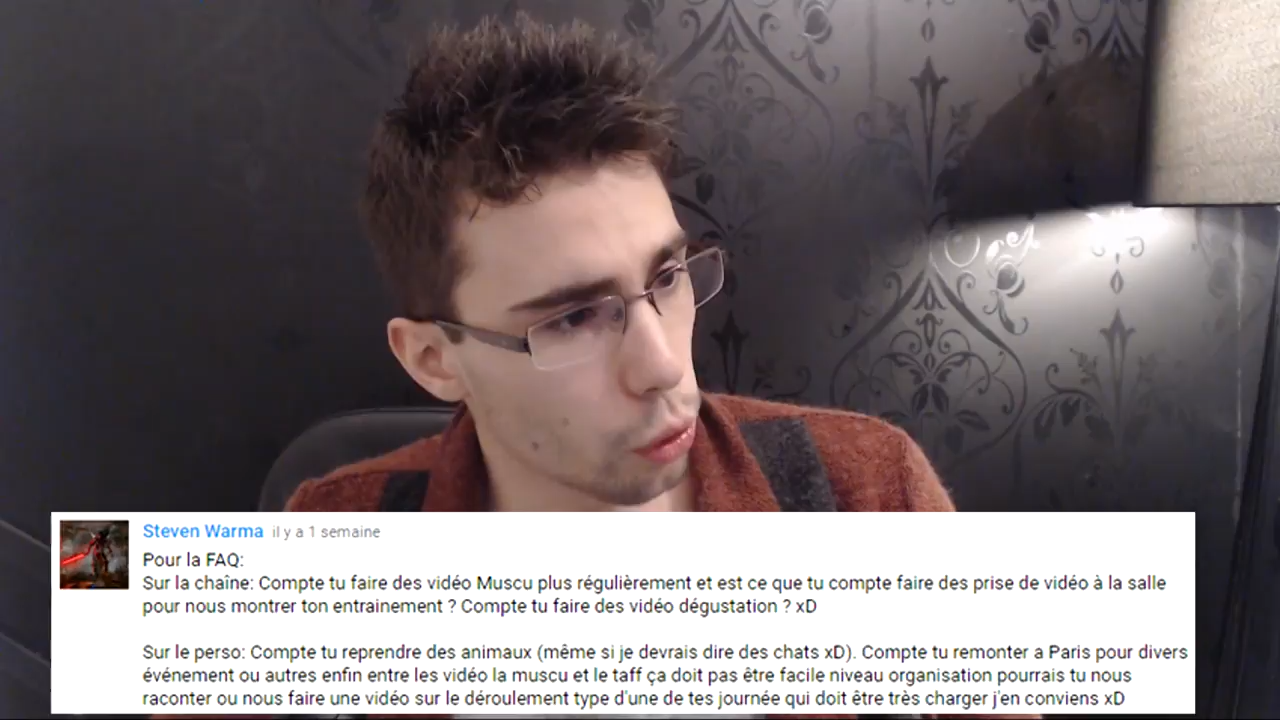 Steven Warma il y a 1 semaine
Pour la FAQ:
Sur la chaîne: Compte tu faire des vidéo Muscu plus régulièrement et est ce que tu compte faire des prise de vidéo à la salle
pour nous montrer ton entrainement ? Compte tu faire des vidéo dégustation ? xD
Sur le perso: Compte tu reprendre des animaux (même si je devrais dire des chats xD). Compte tu remonter a Paris pour divers
événement ou autres enfin entre les vidéo la muscu et le taff ça doit pas être facile niveau organisation pourrais tu nous
raconter ou nous faire une vidéo sur le déroulement type d'une de tes journée qui doit être très charger j'en conviens xD